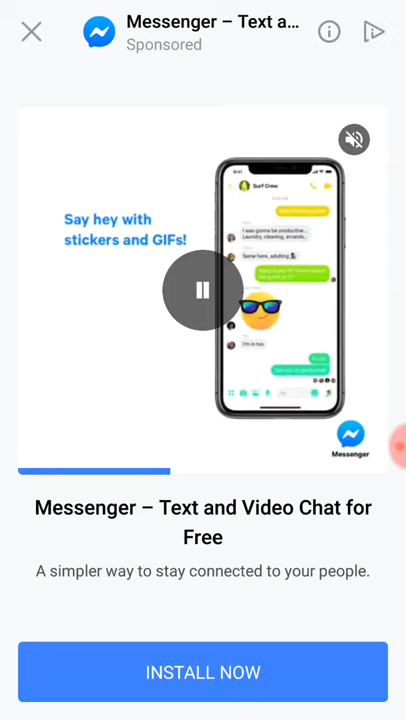 Messenger – Text a...
Sponsored
Say hey with
stickers and GIFs!
Surf Crew
I was gonna be productive...
Laundry, cleaning, errands...
Same here, adulting
I'm in too
Messenger
Messenger – Text and Video Chat for
Free
A simpler way to stay connected to your people.
INSTALL NOW